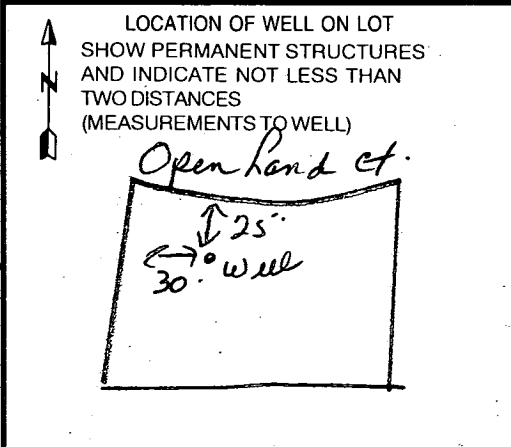 LOCATION OF WELL ON LOT
SHOW PERMANENT STRUCTURES
AND INDICATE NOT LESS THAN
TWO DISTANCES
(MEASUREMENTS TO WELL)
N
Open Land Ct.
25'
30' Well